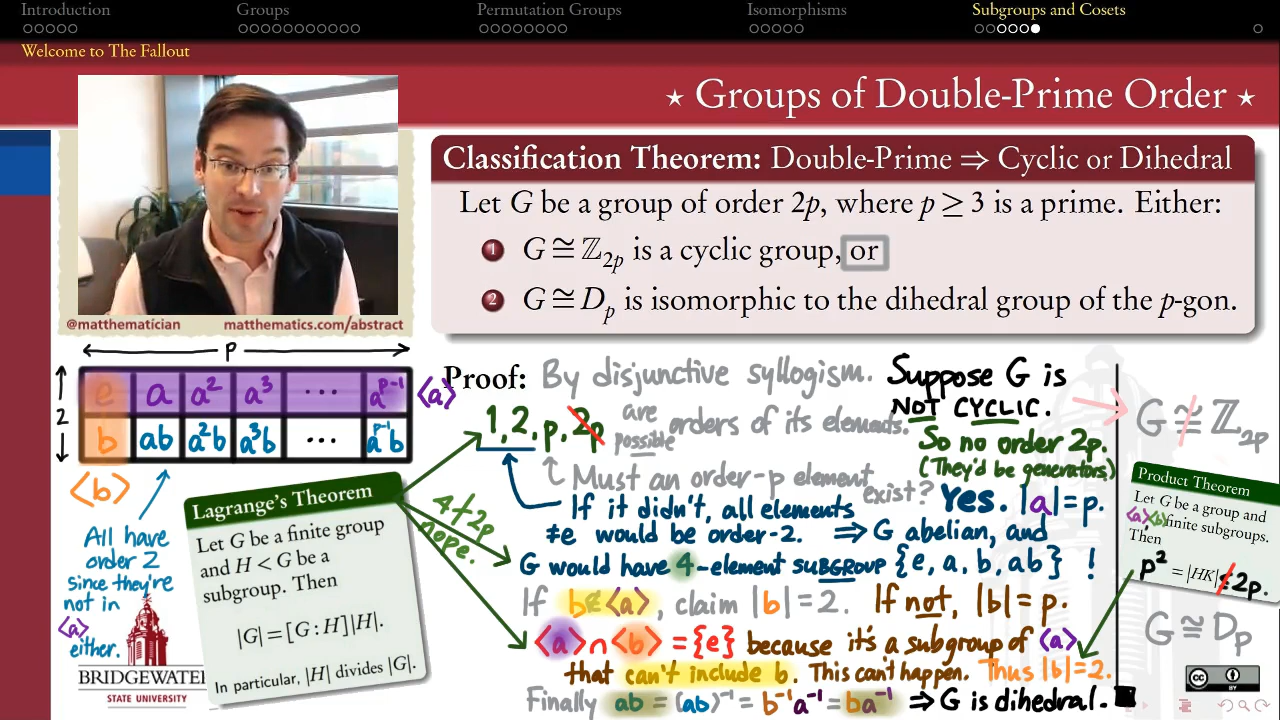 Introduction Groups Permutation Groups Isomorphisms Subgroups and Cosets
Welcome to The Fallout
⋆ Groups of Double-Prime Order ⋆
Classification Theorem: Double-Prime ⇒ Cyclic or Dihedral
Let G be a group of order 2p, where p ≥ 3 is a prime. Either:
1 G ≅ ℤ₂ₚ is a cyclic group, or
2 G ≅ Dₚ is isomorphic to the dihedral group of the p-gon.
@matthematician matthematics.com/abstract
p
2
e a a² a³ ... aᵖ⁻¹ ⟨a⟩
b ab a²b a³b ... aᵖ⁻¹b
⟨b⟩
All have
order 2
since they're
not in
⟨a⟩
either.
BRIDGEWATER
STATE UNIVERSITY
Lagrange's Theorem
Let G be a finite group
and H < G be a
subgroup. Then
|G| = [G : H] |H|.
In particular, |H| divides |G|.
4∤2p
nope.
Proof: By disjunctive syllogism. Suppose G is
NOT CYCLIC.
1, 2, p, 2p are possible orders of its elements.
So no order 2p.
(They'd be generators)
Must an order-p element exist? Yes. |a| = p.
If it didn't, all elements
≠e would be order-2. ⇒ G abelian, and
G would have 4-element SUBGROUP {e, a, b, ab} !
If b∉⟨a⟩, claim |b| = 2. If not, |b| = p.
⟨a⟩∩⟨b⟩ = {e} because it's a subgroup of ⟨a⟩
that can't include b. This can't happen. Thus |b|=2.
Finally ab = (ab)⁻¹ = b⁻¹a⁻¹ = ba⁻¹ ⇒ G is dihedral. ■
G ≇ ℤ₂ₚ
Product Theorem
Let G be a group and
⟨a⟩ ⟨b⟩ finite subgroups.
Then
p² = |HK| ≮ 2p.
G ≅ Dₚ
CC BY